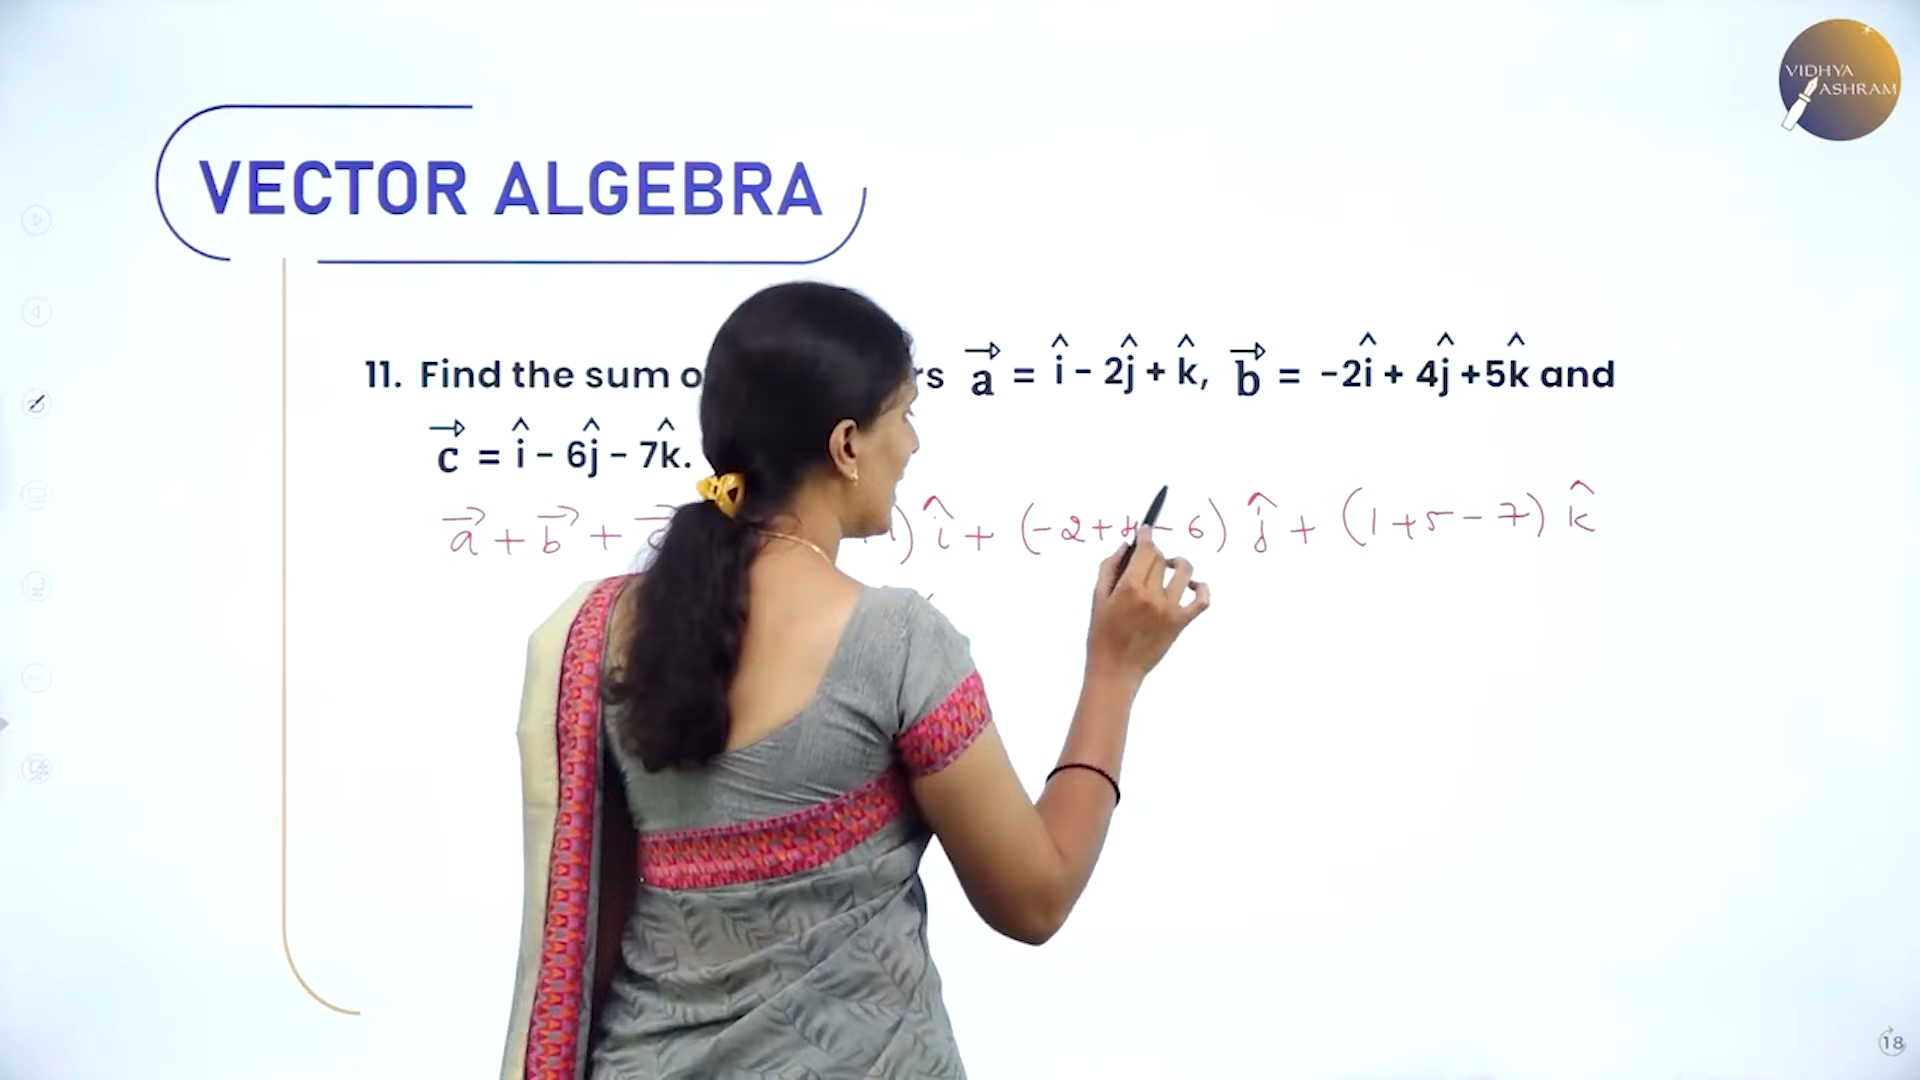 VIDHYA
ASHRAM
VECTOR ALGEBRA
11. Find the sum o rs a⃗ = î - 2ĵ + k̂, b⃗ = -2î + 4ĵ +5k̂ and
c⃗ = î - 6ĵ - 7k̂.
a⃗ + b⃗ + ) î + (-2+4-6) ĵ + (1+5-7) k̂
18